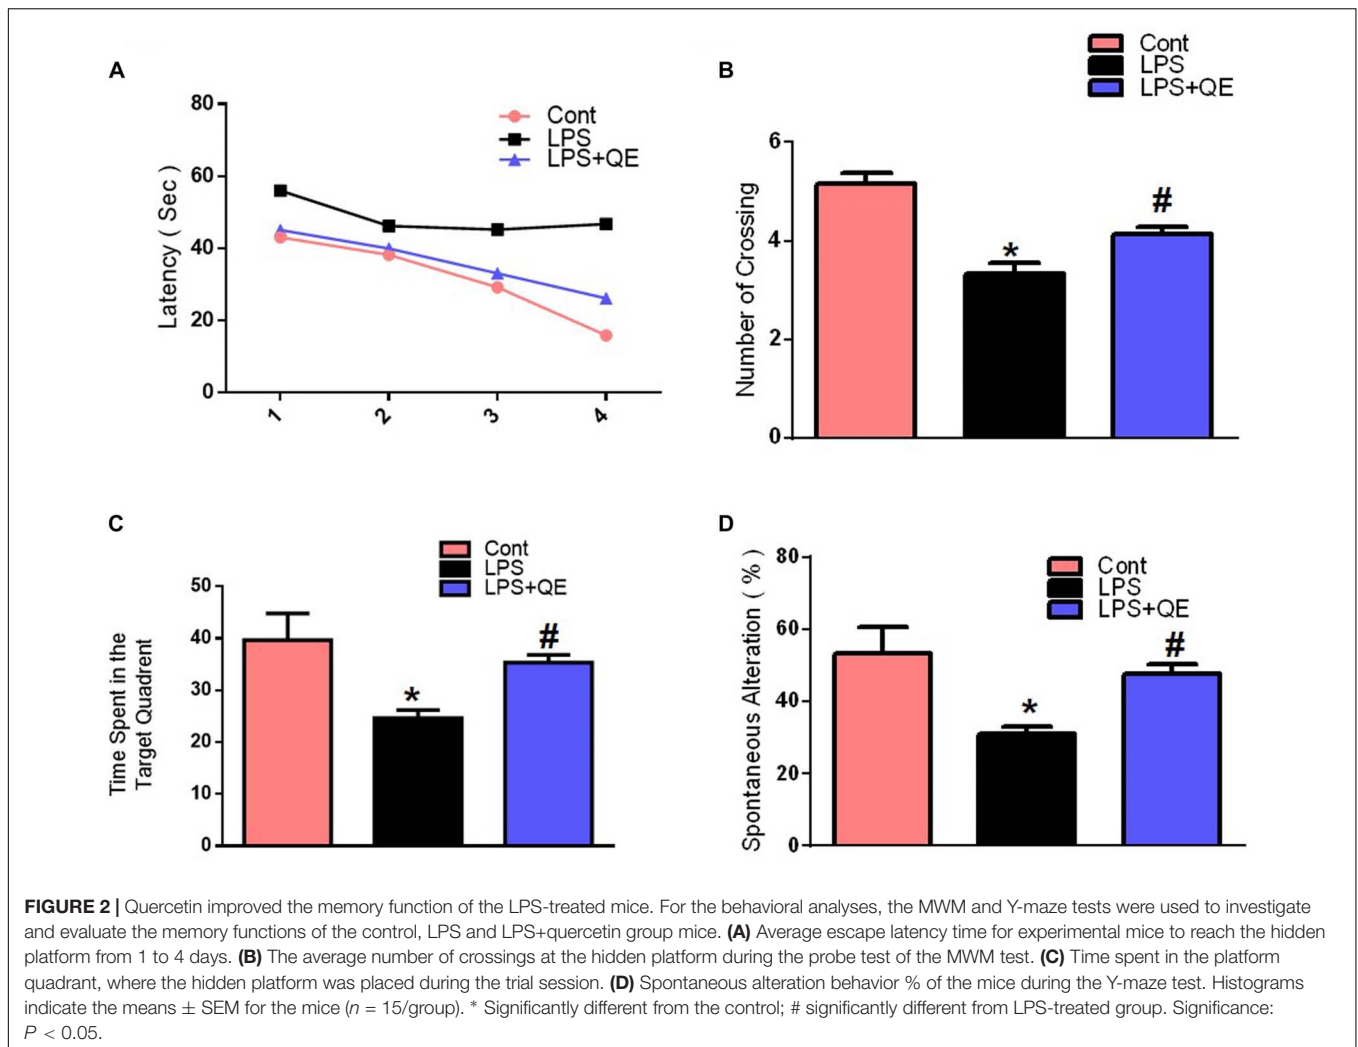 A
Latency ( Sec )
80
60
40
20
0
1
2
3
4
Cont
LPS
LPS+QE
B
Cont
LPS
LPS+QE
Number of Crossing
6
4
2
0
*
#
C
Cont
LPS
LPS+QE
Time Spent in the
Target Quadrent
50
40
30
20
10
0
*
#
D
Cont
LPS
LPS+QE
Spontaneous Alteration ( % )
80
60
40
20
0
*
#
FIGURE 2 | Quercetin improved the memory function of the LPS-treated mice. For the behavioral analyses, the MWM and Y-maze tests were used to investigate
and evaluate the memory functions of the control, LPS and LPS+quercetin group mice. (A) Average escape latency time for experimental mice to reach the hidden
platform from 1 to 4 days. (B) The average number of crossings at the hidden platform during the probe test of the MWM test. (C) Time spent in the platform
quadrant, where the hidden platform was placed during the trial session. (D) Spontaneous alteration behavior % of the mice during the Y-maze test. Histograms
indicate the means ± SEM for the mice (n = 15/group). * Significantly different from the control; # significantly different from LPS-treated group. Significance:
P < 0.05.